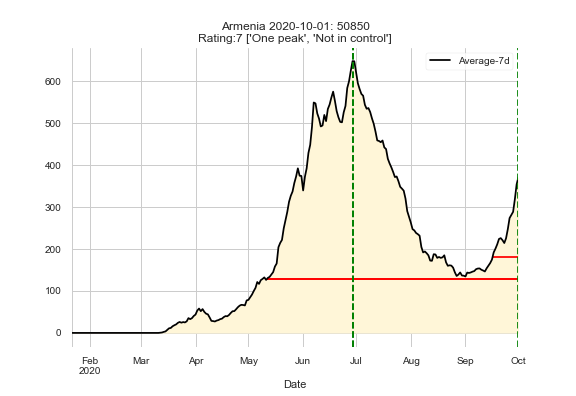 Armenia 2020-10-01: 50850
Rating:7 ['One peak', 'Not in control']
Average-7d
600
500
400
300
200
100
0
Feb Mar Apr May Jun Jul Aug Sep Oct
2020
Date